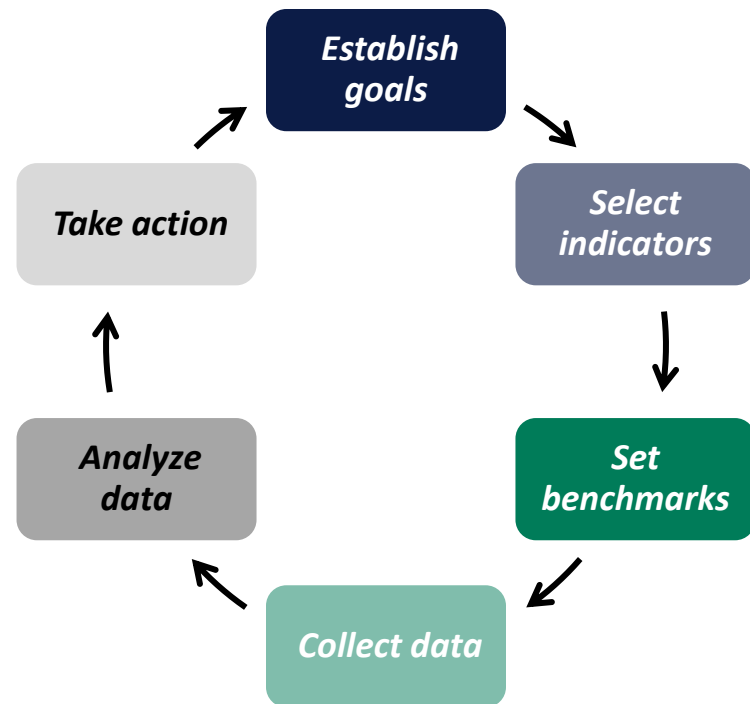 Establish
goals
Select
indicators
Set
benchmarks
Collect data
Analyze
data
Take action